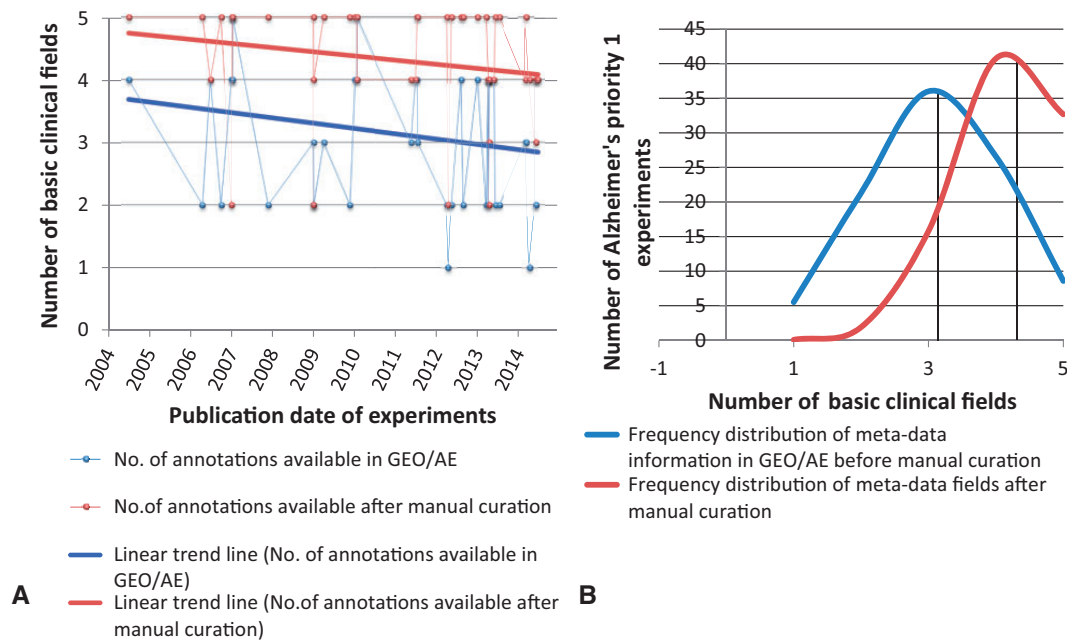 Number of basic clinical fields
5
4
3
2
1
0
2004
2005
2006
2007
2008
2009
2010
2011
2012
2013
2014
Publication date of experiments
No. of annotations available in GEO/AE
No.of annotations available after manual curation
Linear trend line (No. of annotations available in
GEO/AE)
Linear trend line (No.of annotations available after
manual curation)
A
Number of Alzheimer's priority 1
experiments
45
40
35
30
25
20
15
10
5
0
-1
1
3
5
Number of basic clinical fields
Frequency distribution of meta-data
information in GEO/AE before manual curation
Frequency distribution of meta-data fields after
manual curation
B